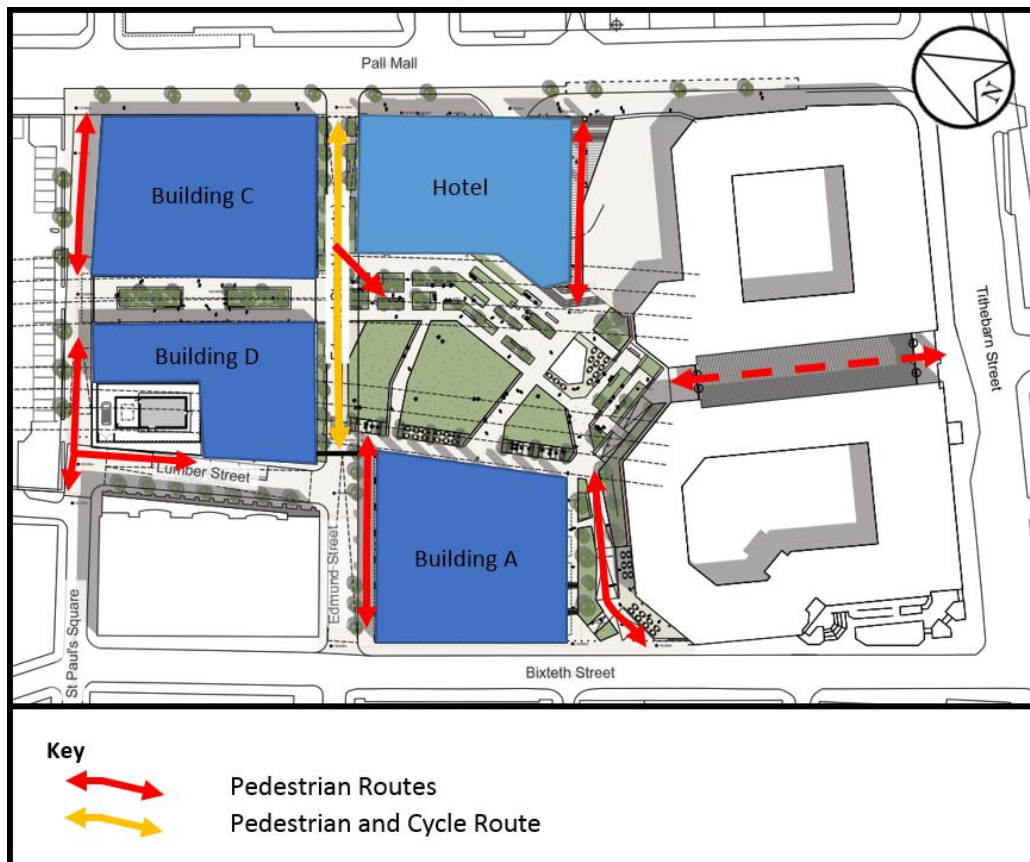 Pall Mall
N
Building C
Hotel
Building D
Tithebarn Street
Lumber Street
Edmund Street
Building A
St Paul's Square
Bixteth Street
Key
Pedestrian Routes
Pedestrian and Cycle Route